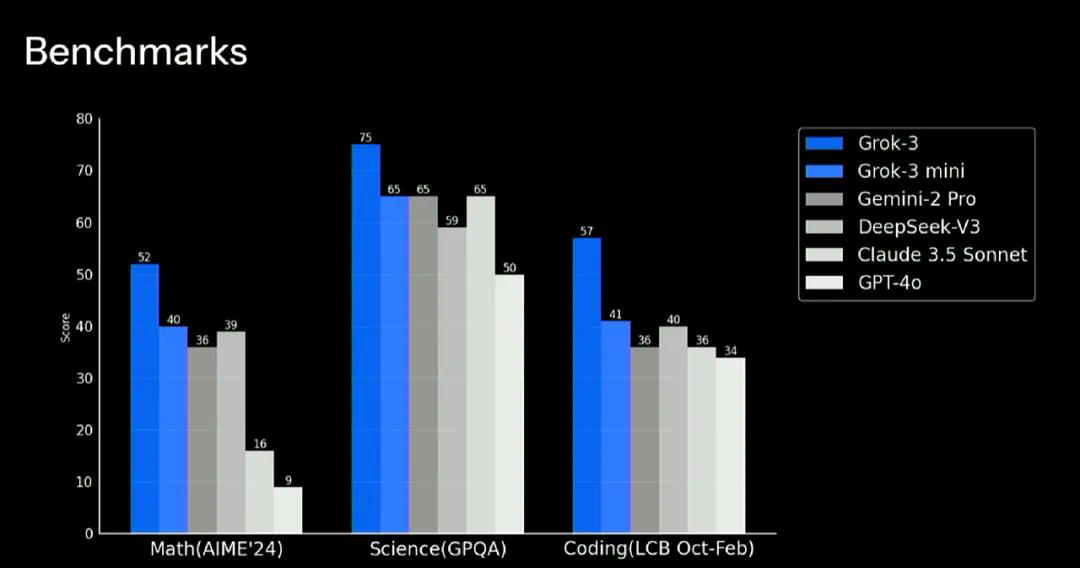 Benchmarks
80
70
60
50
40
30
20
10
0
Score
52
40
36
39
16
9
75
65
65
59
65
50
57
41
36
40
36
34
Math(AIME'24)
Science(GPQA)
Coding(LCB Oct-Feb)
Grok-3
Grok-3 mini
Gemini-2 Pro
DeepSeek-V3
Claude 3.5 Sonnet
GPT-4o